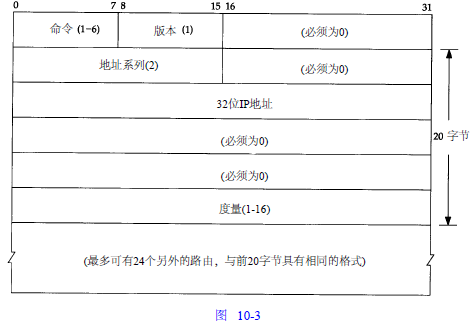 0 7 8 15 16 31
命令 (1-6) 版本 (1) (必须为0)
地址系列(2) (必须为0)
32位IP地址
(必须为0)
20 字节
(必须为0)
度量(1-16)
(最多可有24个另外的路由，与前20字节具有相同的格式)
图 10-3